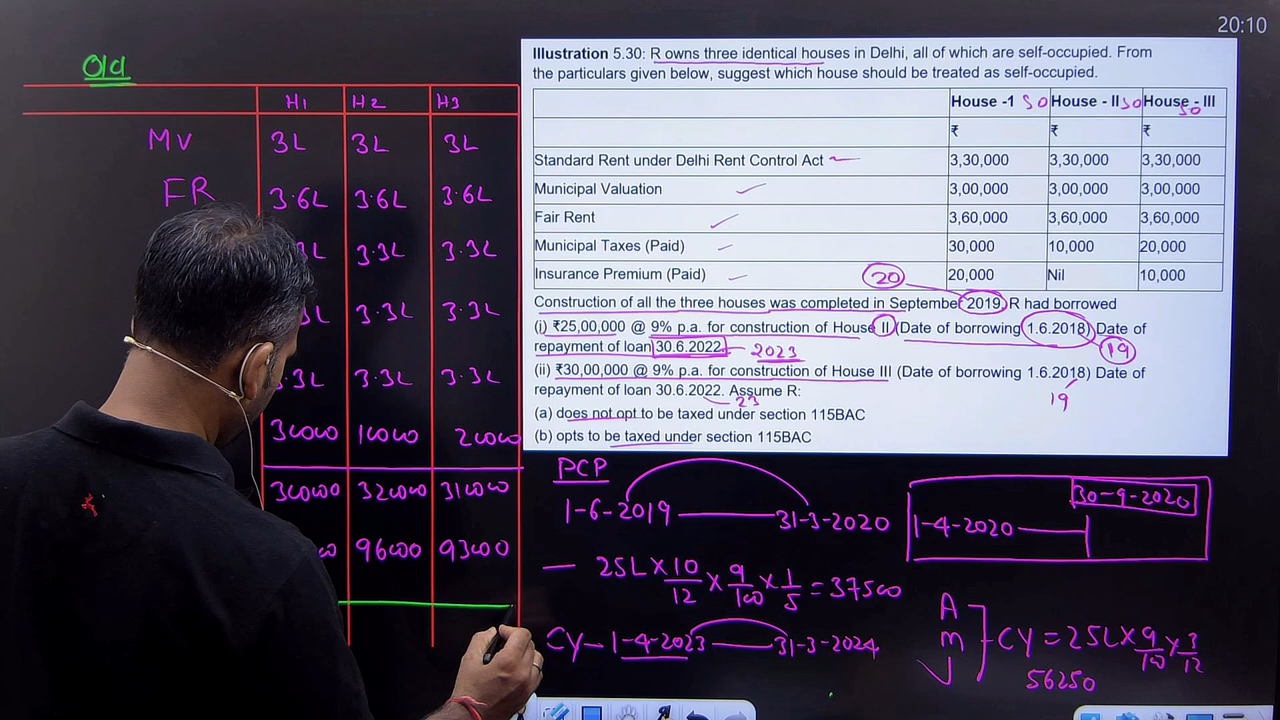 20:10
Old
H1 H2 H3
MV 3L 3L 3L
FR 3.6L 3.6L 3.6L
3.3L 3.3L
3.3L 3.3L
3.3L 3.3L 3.3L
30000 10000 20000
300000 320000 310000
96000 93000
Illustration 5.30: R owns three identical houses in Delhi, all of which are self-occupied. From
the particulars given below, suggest which house should be treated as self-occupied.
House -1 SO House - II SO House - III SO
₹ ₹ ₹
Standard Rent under Delhi Rent Control Act 3,30,000 3,30,000 3,30,000
Municipal Valuation 3,00,000 3,00,000 3,00,000
Fair Rent 3,60,000 3,60,000 3,60,000
Municipal Taxes (Paid) 30,000 10,000 20,000
Insurance Premium (Paid) 20,000 Nil 10,000
20
Construction of all the three houses was completed in September 2019. R had borrowed
(i) ₹25,00,000 @ 9% p.a. for construction of House II (Date of borrowing 1.6.2018) Date of
repayment of loan 30.6.2022. 2023 19
(ii) ₹30,00,000 @ 9% p.a. for construction of House III (Date of borrowing 1.6.2018) Date of
repayment of loan 30.6.2022. Assume R:
23 19
(a) does not opt to be taxed under section 115BAC
(b) opts to be taxed under section 115BAC
PCP
1-6-2019 — 31-3-2020
— 25L × 10/12 × 9/100 × 1/5 = 37500
CY – 1-4-2023 — 31-3-2024
30-9-2020
1-4-2020 —
A
M
J
CY = 25L × 9/10 × 3/12
56250